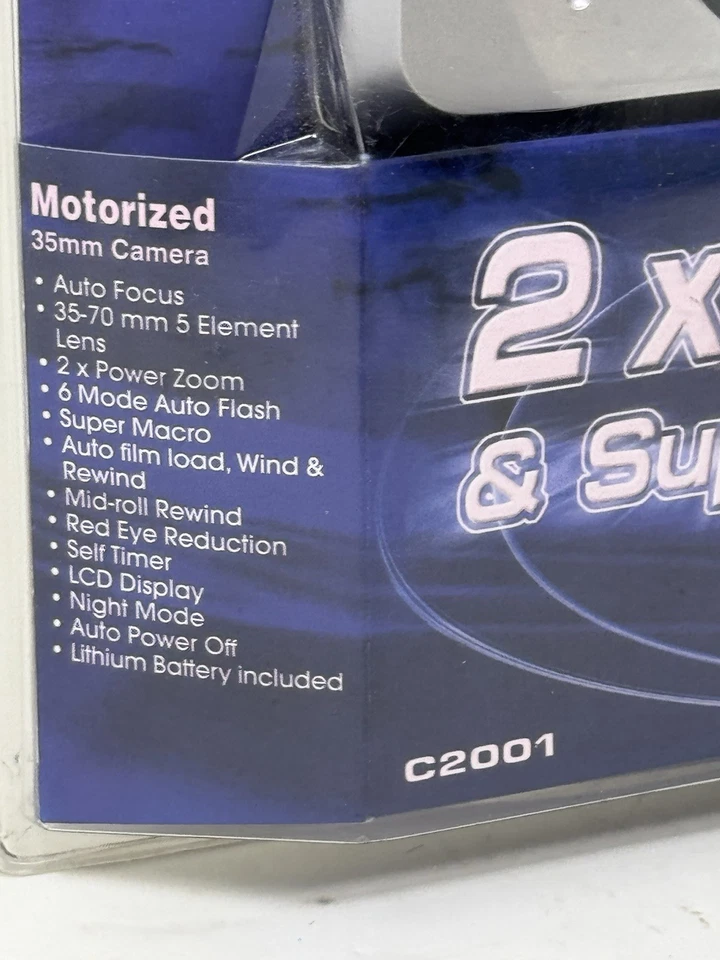 Motorized
35mm Camera
• Auto Focus
• 35-70 mm 5 Element
Lens
• 2 x Power Zoom
• 6 Mode Auto Flash
• Super Macro
• Auto film load, Wind &
Rewind
• Mid-roll Rewind
• Red Eye Reduction
• Self Timer
• LCD Display
• Night Mode
• Auto Power Off
• Lithium Battery included
2 x
& Sup
C2001